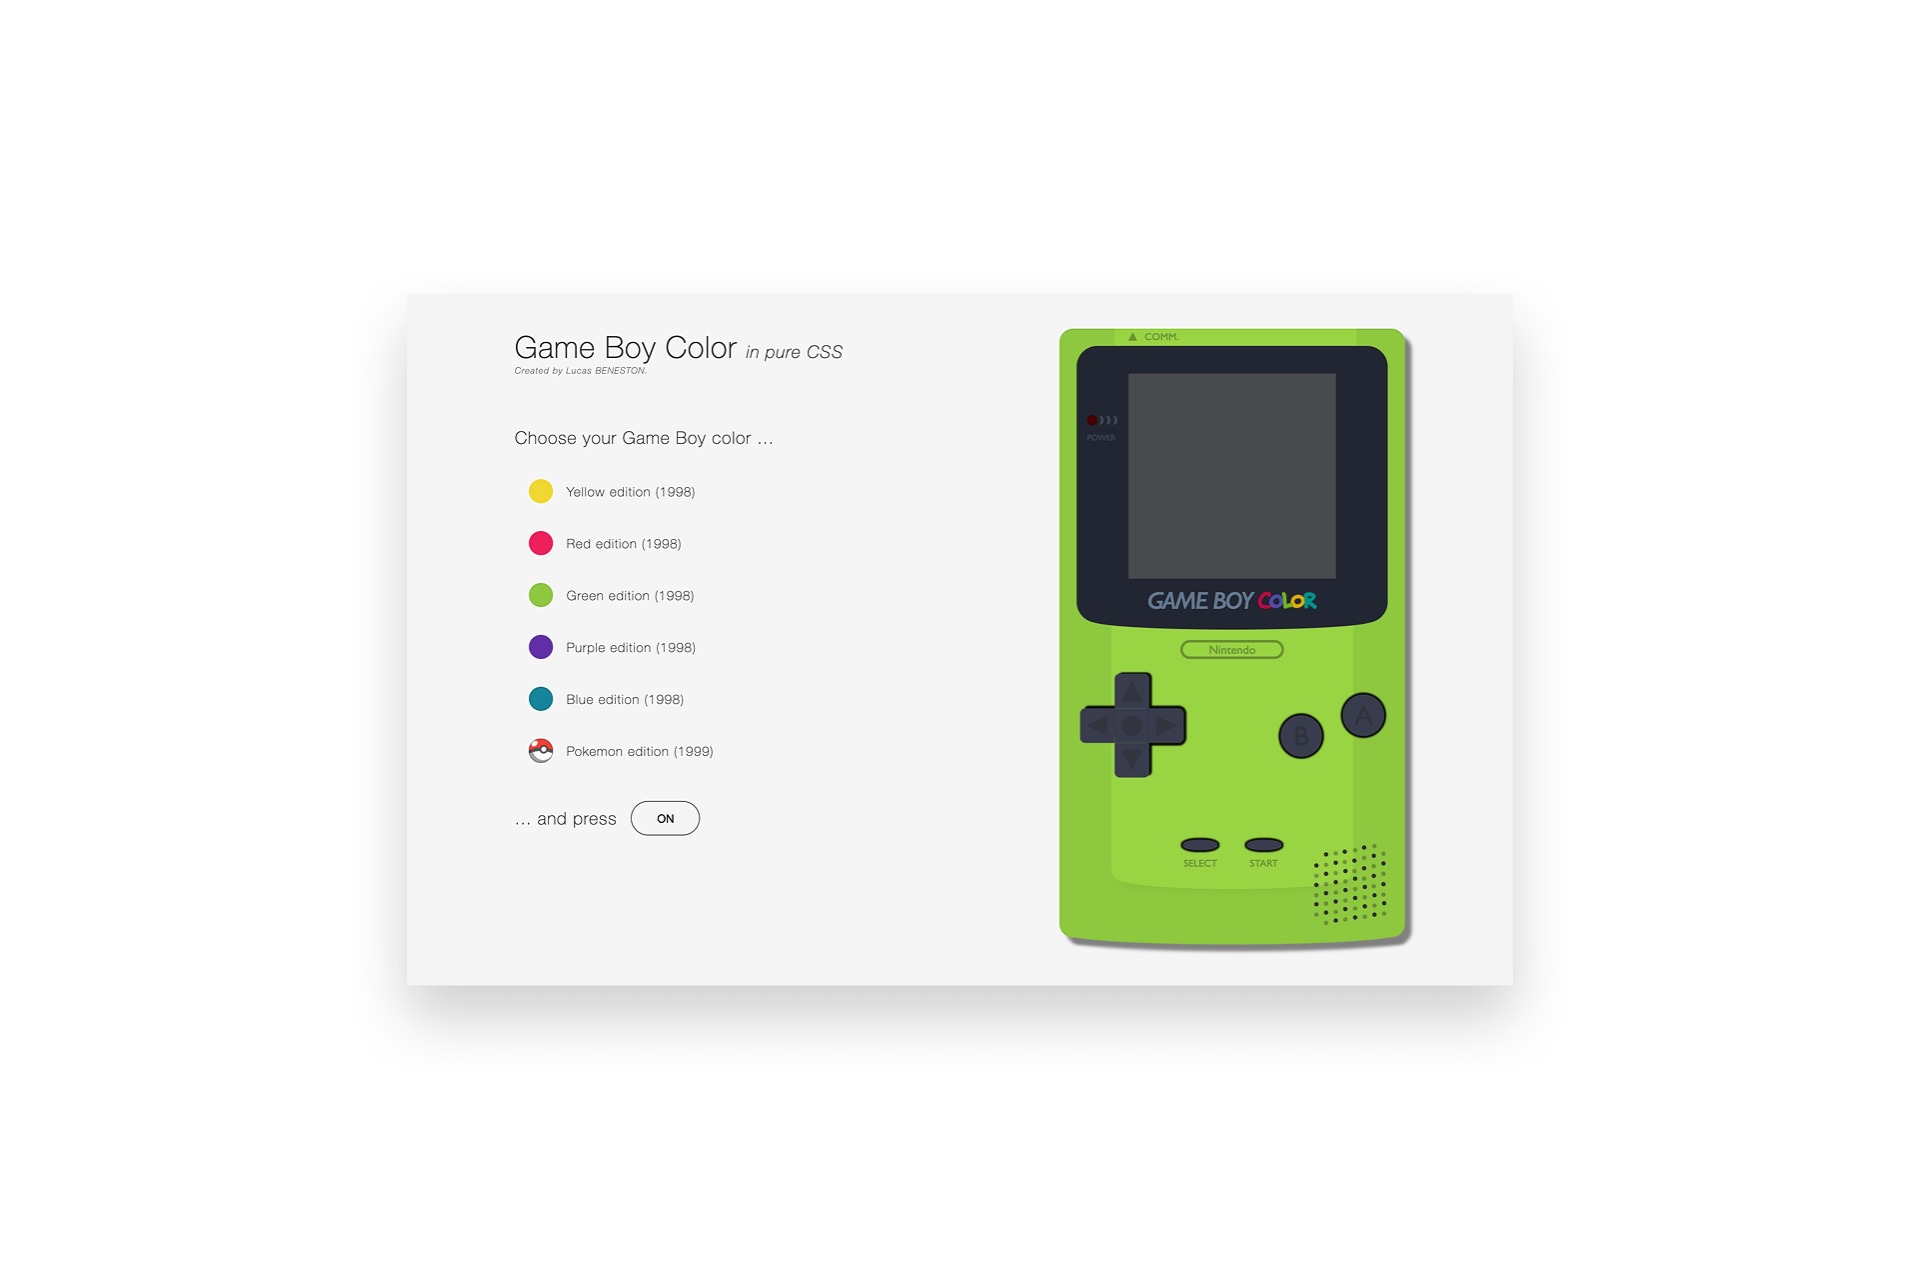 Game Boy Color in pure CSS
Created by Lucas BENESTON.
Choose your Game Boy color ...
Yellow edition (1998)
Red edition (1998)
Green edition (1998)
Purple edition (1998)
Blue edition (1998)
Pokemon edition (1999)
... and press ON
▲ COMM.
POWER
GAME BOY COLOR
Nintendo
A
B
SELECT START